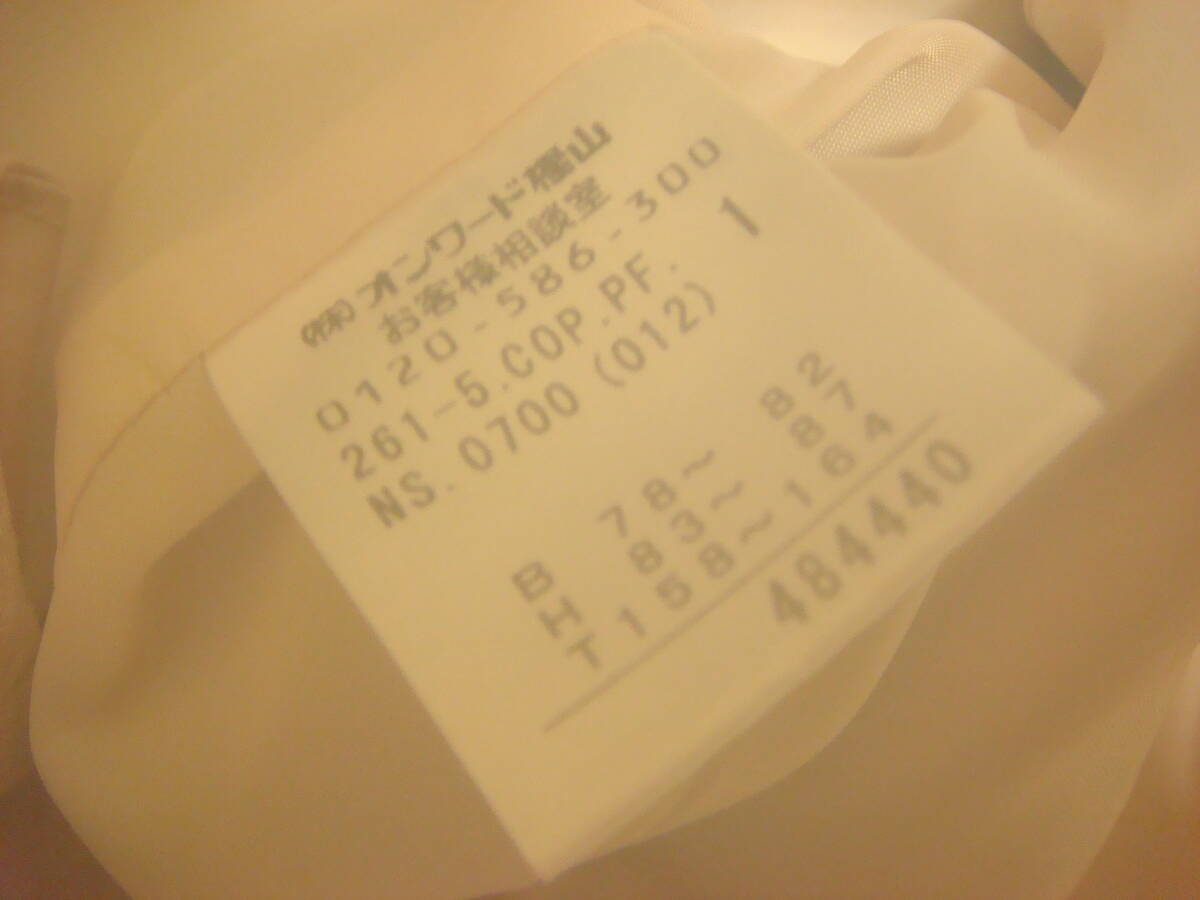 ㈱オンワード樫山
お客様相談室
0120-586-300
261-5.COP.PF. 1
NS.0700(012)
B 78～ 82
H 83～ 87
T 158～164
484440